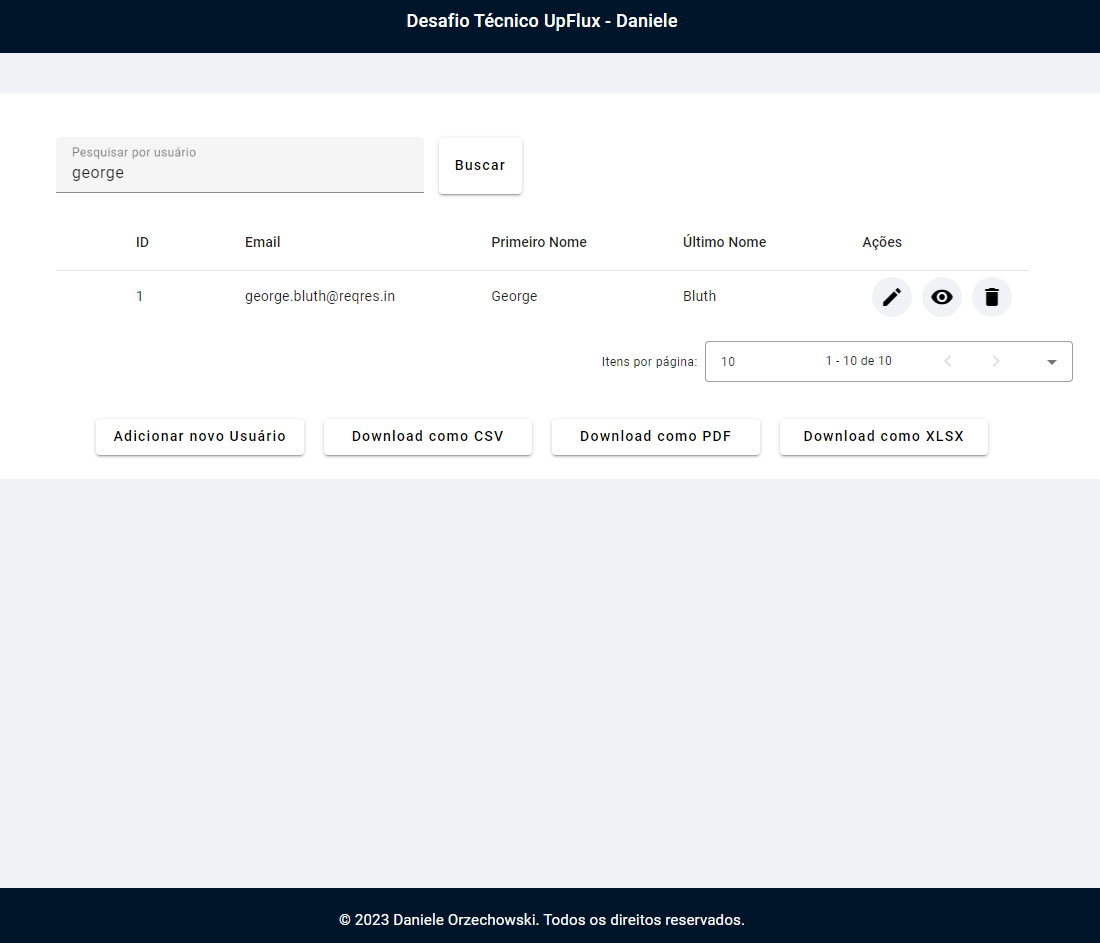 Desafio Técnico UpFlux - Daniele
Pesquisar por usuário
george
Buscar
ID Email Primeiro Nome Último Nome Ações
1 george.bluth@reqres.in George Bluth
Itens por página: 10 1 - 10 de 10
Adicionar novo Usuário Download como CSV Download como PDF Download como XLSX
© 2023 Daniele Orzechowski. Todos os direitos reservados.